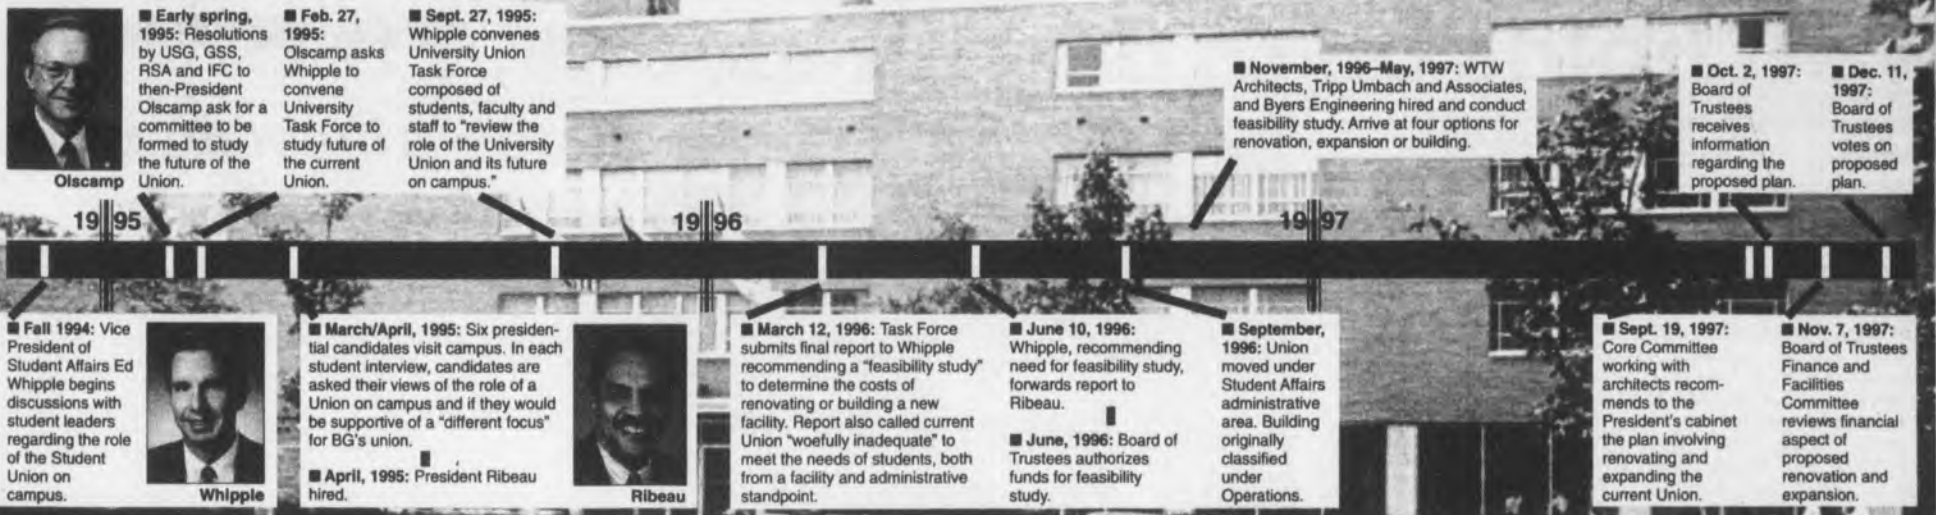 ■ Early spring,
1995: Resolutions
by USG, GSS,
RSA and IFC to
then-President
Olscamp ask for a
committee to be
formed to study
the future of the
Union.
Olscamp
■ Feb. 27,
1995:
Olscamp asks
Whipple to
convene
University
Task Force to
study future of
the current
Union.
■ Sept. 27, 1995:
Whipple convenes
University Union
Task Force
composed of
students, faculty and
staff to "review the
role of the University
Union and its future
on campus."
■ November, 1996–May, 1997: WTW
Architects, Tripp Umbach and Associates,
and Byers Engineering hired and conduct
feasibility study. Arrive at four options for
renovation, expansion or building.
■ Oct. 2, 1997:
Board of
Trustees
receives
information
regarding the
proposed plan.
■ Dec. 11,
1997:
Board of
Trustees
votes on
proposed
plan.
19 95
19 96
19 97
■ Fall 1994: Vice
President of
Student Affairs Ed
Whipple begins
discussions with
student leaders
regarding the role
of the Student
Union on
campus.
Whipple
■ March/April, 1995: Six presiden-
tial candidates visit campus. In each
student interview, candidates are
asked their views of the role of a
Union on campus and if they would
be supportive of a "different focus"
for BG's union.
■ April, 1995: President Ribeau
hired.
Ribeau
■ March 12, 1996: Task Force
submits final report to Whipple
recommending a "feasibility study"
to determine the costs of
renovating or building a new
facility. Report also called current
Union "woefully inadequate" to
meet the needs of students, both
from a facility and administrative
standpoint.
■ June 10, 1996:
Whipple, recommending
need for feasibility study,
forwards report to
Ribeau.
■ June, 1996: Board of
Trustees authorizes
funds for feasibility
study.
■ September,
1996: Union
moved under
Student Affairs
administrative
area. Building
originally
classified
under
Operations.
■ Sept. 19, 1997:
Core Committee
working with
architects recom-
mends to the
President's cabinet
the plan involving
renovating and
expanding the
current Union.
■ Nov. 7, 1997:
Board of Trustees
Finance and
Facilities
Committee
reviews financial
aspect of
proposed
renovation and
expansion.